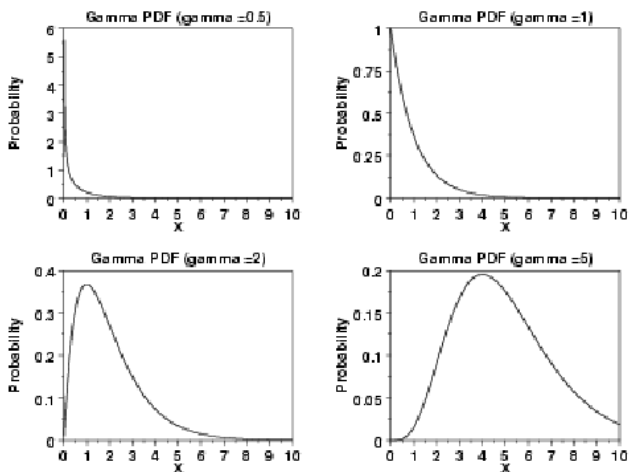 Gamma PDF (gamma =0.5)
6
5
4
3
2
1
0
Probability
0 1 2 3 4 5 6 7 8 9 10
X
Gamma PDF (gamma =1)
1
0.75
0.5
0.25
0
Probability
0 1 2 3 4 5 6 7 8 9 10
X
Gamma PDF (gamma =2)
0.4
0.3
0.2
0.1
0
Probability
0 1 2 3 4 5 6 7 8 9 10
X
Gamma PDF (gamma =5)
0.2
0.15
0.1
0.05
0
Probability
0 1 2 3 4 5 6 7 8 9 10
X